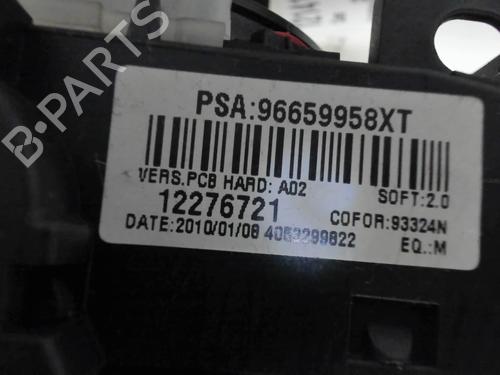 PSA:96659958XT
VERS.PCB HARD: A02 SOFT:2.0
12276721 COFOR:93324N
DATE:2010/01/08 4053299822 EQ.:M
B-PARTS